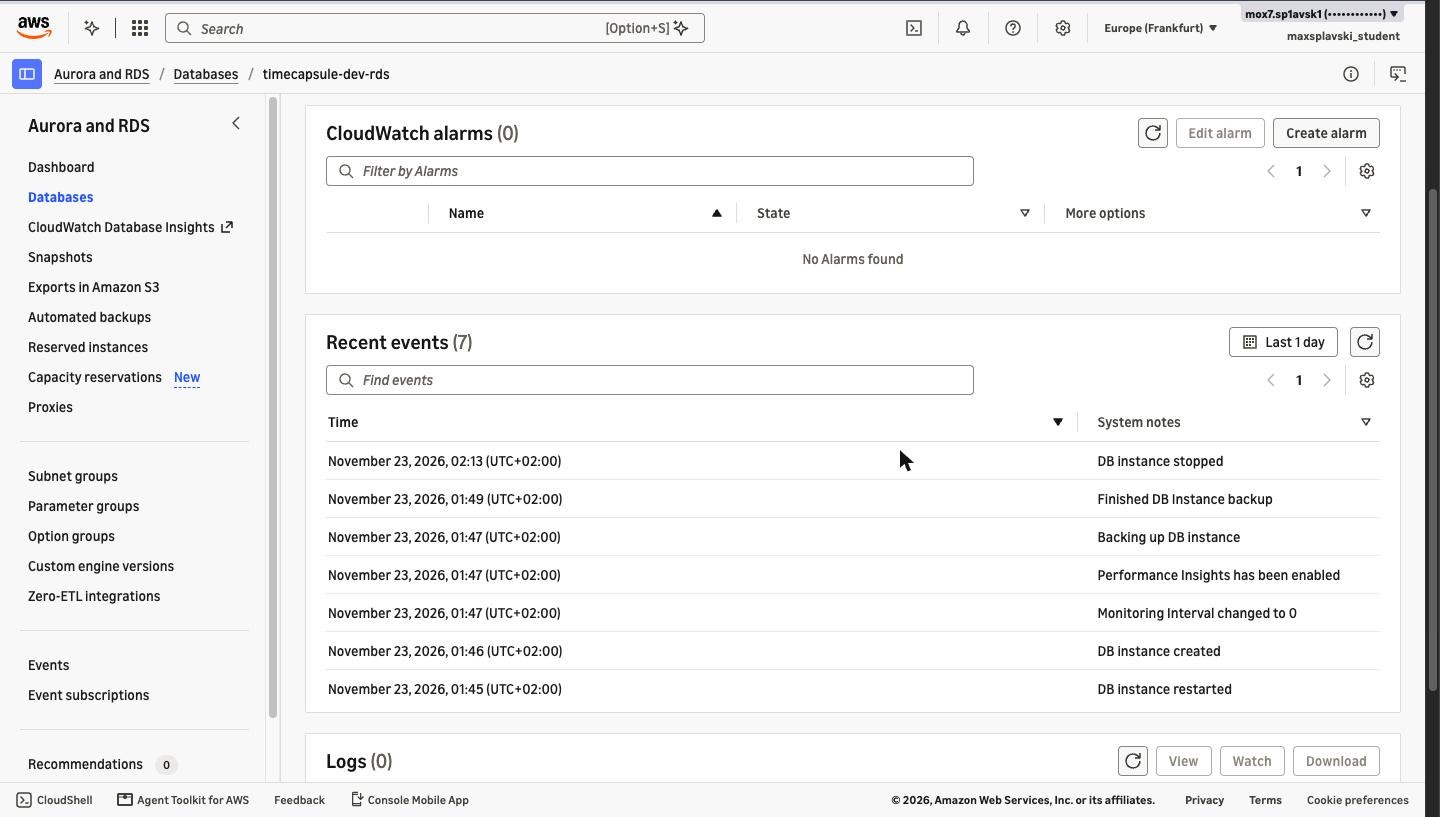 aws
Search [Option+S]
Europe (Frankfurt)
mox7.sp1avsk1 (••••••••••••)
maxsplavski_student
Aurora and RDS / Databases / timecapsule-dev-rds
Aurora and RDS
Dashboard
Databases
CloudWatch Database Insights
Snapshots
Exports in Amazon S3
Automated backups
Reserved instances
Capacity reservations New
Proxies
Subnet groups
Parameter groups
Option groups
Custom engine versions
Zero-ETL integrations
Events
Event subscriptions
Recommendations 0
CloudWatch alarms (0)
Edit alarm
Create alarm
Filter by Alarms
1
Name State More options
No Alarms found
Recent events (7)
Last 1 day
Find events
1
Time System notes
November 23, 2026, 02:13 (UTC+02:00) DB instance stopped
November 23, 2026, 01:49 (UTC+02:00) Finished DB Instance backup
November 23, 2026, 01:47 (UTC+02:00) Backing up DB instance
November 23, 2026, 01:47 (UTC+02:00) Performance Insights has been enabled
November 23, 2026, 01:47 (UTC+02:00) Monitoring Interval changed to 0
November 23, 2026, 01:46 (UTC+02:00) DB instance created
November 23, 2026, 01:45 (UTC+02:00) DB instance restarted
Logs (0)
View
Watch
Download
CloudShell Agent Toolkit for AWS Feedback Console Mobile App © 2026, Amazon Web Services, Inc. or its affiliates. Privacy Terms Cookie preferences